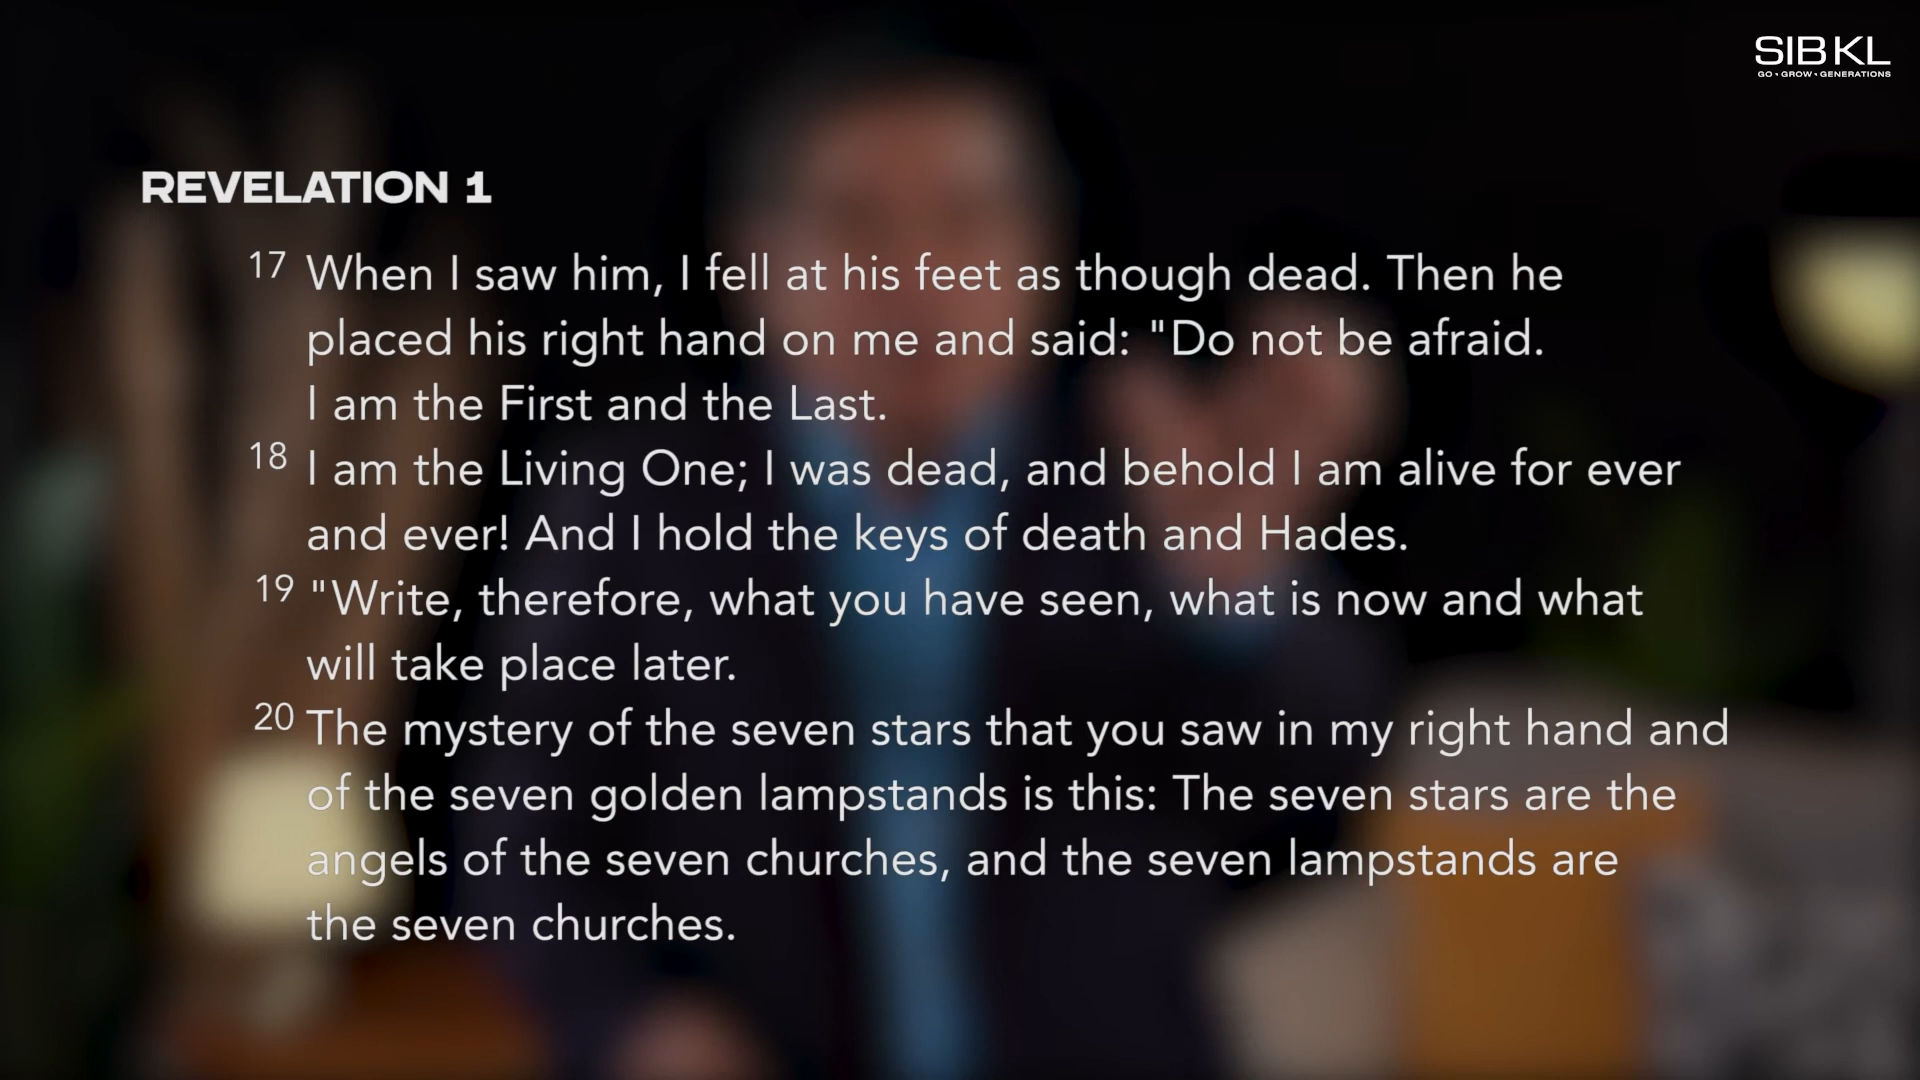 SIBKL
GO • GROW • GENERATIONS
REVELATION 1
17 When I saw him, I fell at his feet as though dead. Then he
placed his right hand on me and said: "Do not be afraid.
I am the First and the Last.
18 I am the Living One; I was dead, and behold I am alive for ever
and ever! And I hold the keys of death and Hades.
19 "Write, therefore, what you have seen, what is now and what
will take place later.
20 The mystery of the seven stars that you saw in my right hand and
of the seven golden lampstands is this: The seven stars are the
angels of the seven churches, and the seven lampstands are
the seven churches.